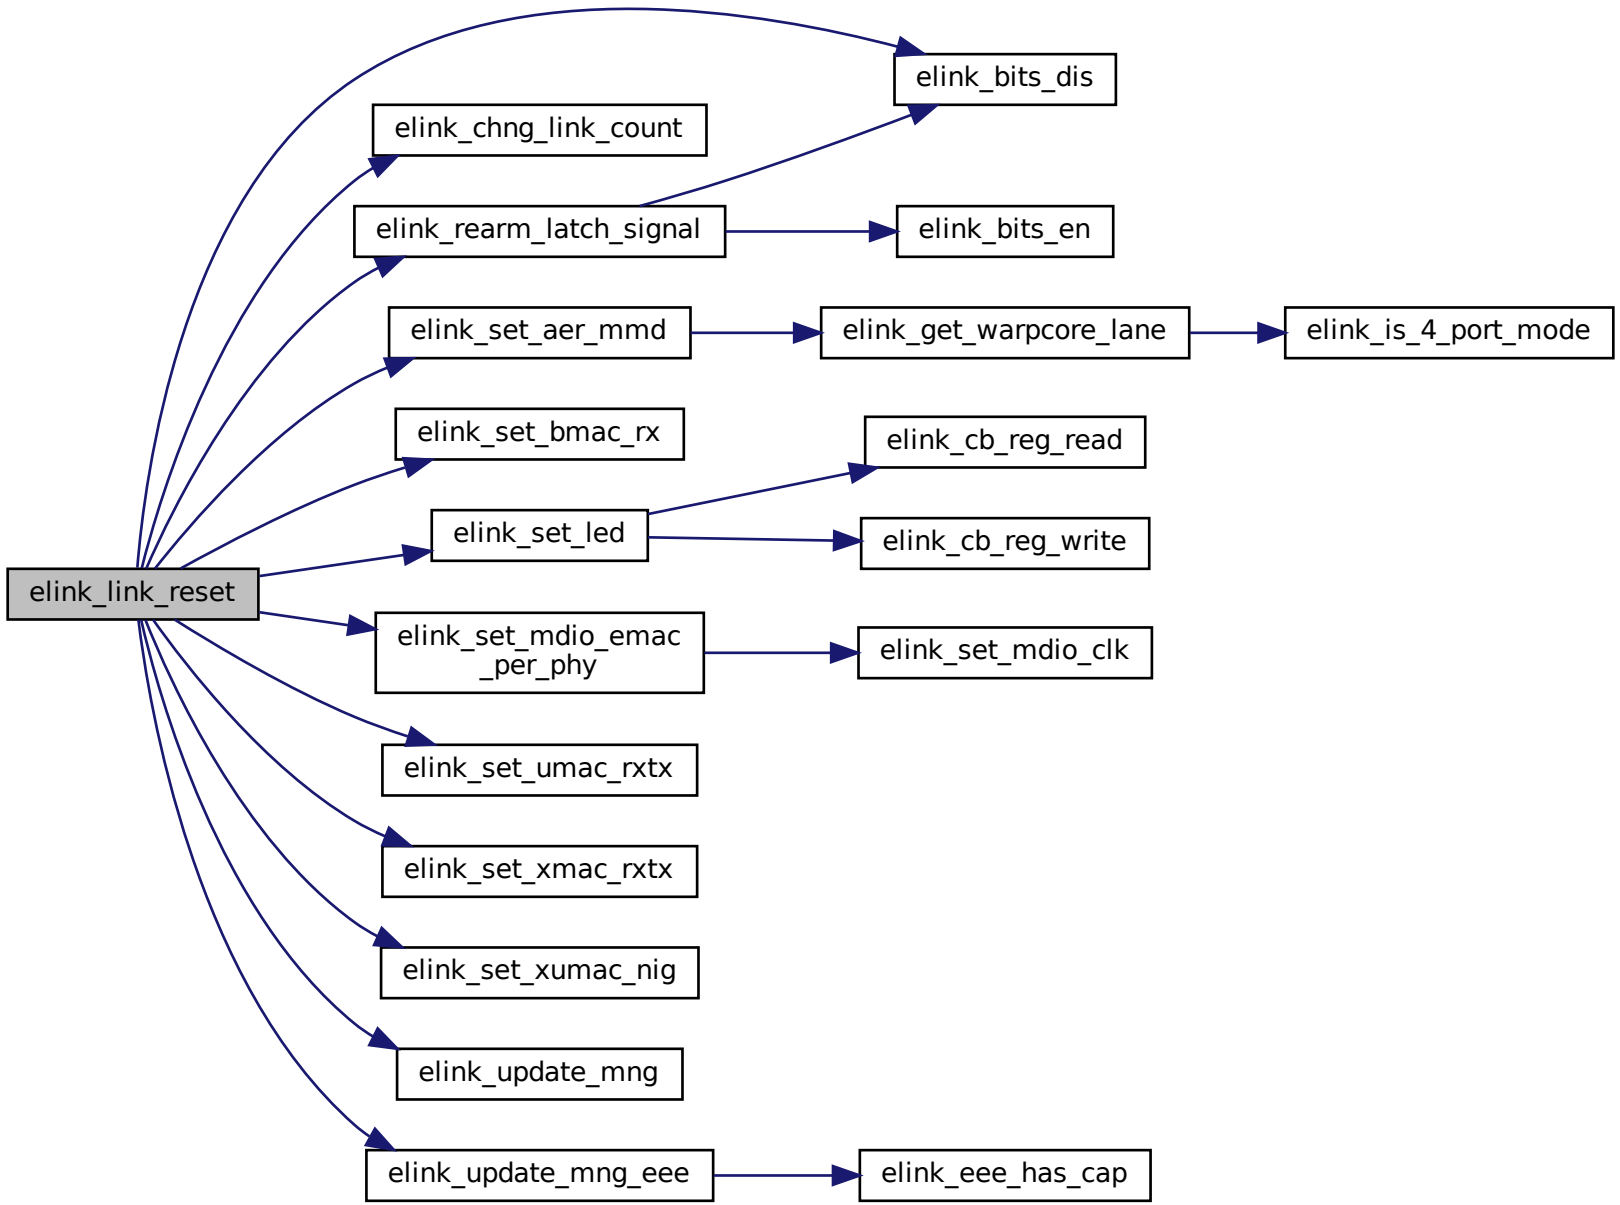 elink_bits_dis
elink_chng_link_count
elink_rearm_latch_signal
elink_bits_en
elink_set_aer_mmd
elink_get_warpcore_lane
elink_is_4_port_mode
elink_set_bmac_rx
elink_cb_reg_read
elink_set_led
elink_cb_reg_write
elink_link_reset
elink_set_mdio_emac
_per_phy
elink_set_mdio_clk
elink_set_umac_rxtx
elink_set_xmac_rxtx
elink_set_xumac_nig
elink_update_mng
elink_update_mng_eee
elink_eee_has_cap